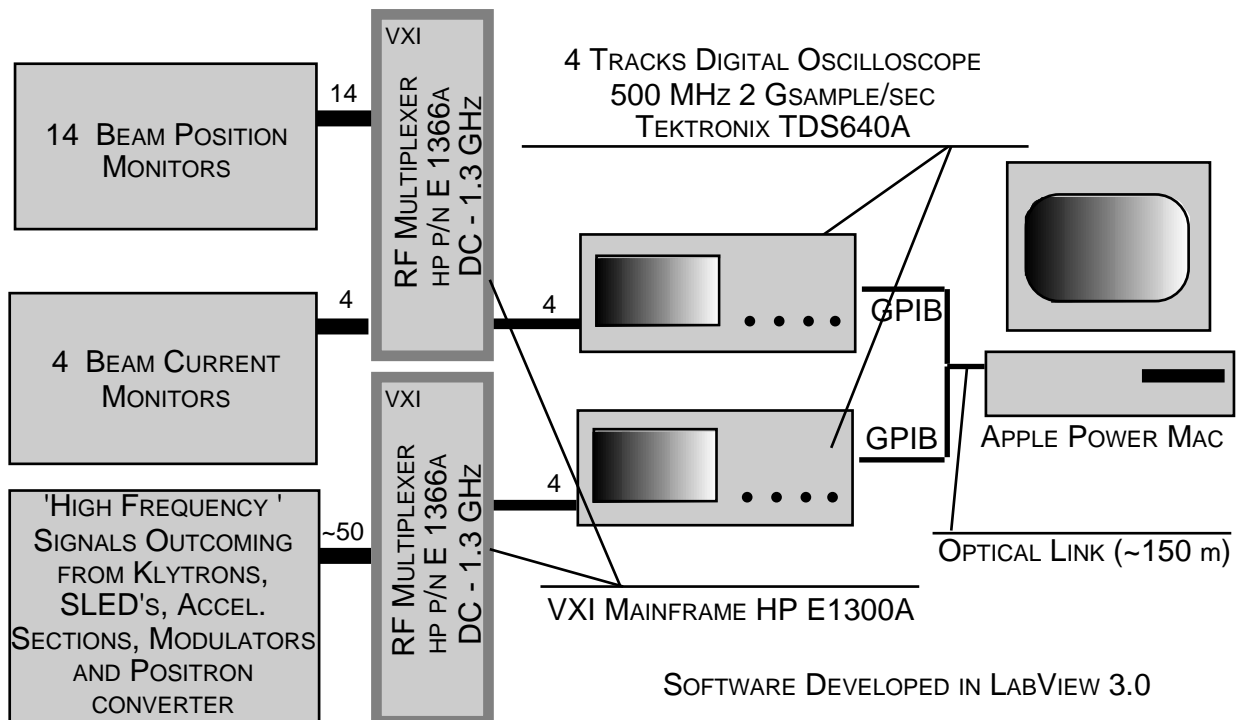 VXI
RF Multiplexer
HP P/N E 1366A
DC - 1.3 GHz
14
14 Beam Position
Monitors
4 Tracks Digital Oscilloscope
500 MHz 2 Gsample/sec
Tektronix TDS640A
4
4 Beam Current
Monitors
4
GPIB
VXI
RF Multiplexer
HP P/N E 1366A
DC - 1.3 GHz
4
GPIB
Apple Power Mac
'High Frequency '
Signals Outcoming
from Klytrons,
SLED's, Accel.
Sections, Modulators
and Positron
converter
~50
Optical Link (~150 m)
VXI Mainframe HP E1300A
Software Developed in LabView 3.0